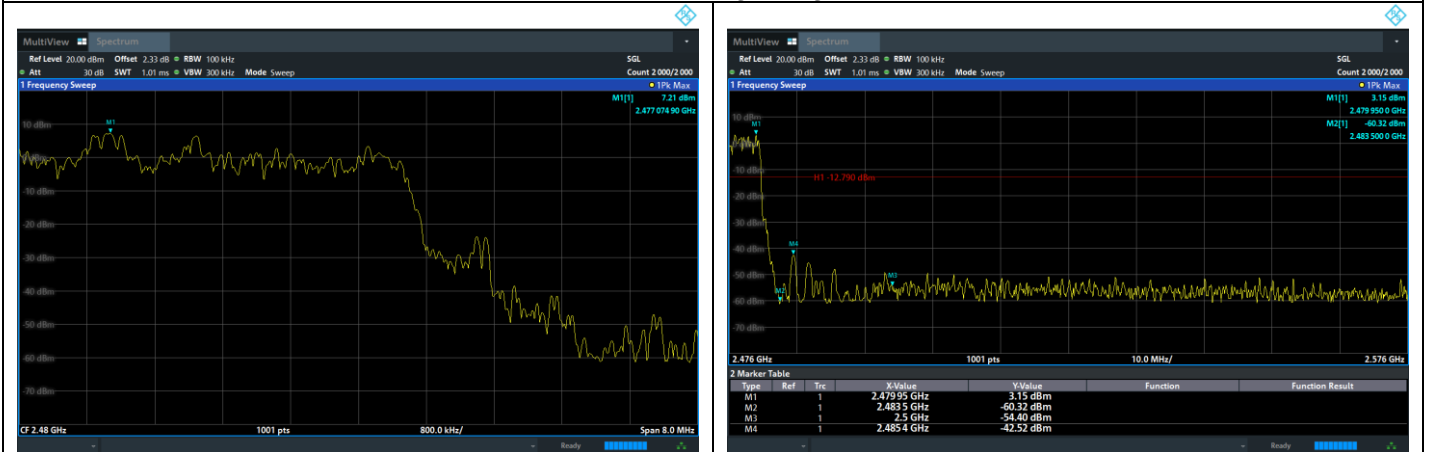 MultiView Spectrum
Ref Level 20.00 dBm Offset 2.33 dB RBW 100 kHz SGL
Att 30 dB SWT 1.01 ms VBW 300 kHz Mode Sweep Count 2 000/2 000
1 Frequency Sweep 1Pk Max
M1[1] 7.21 dBm
2.477 074 90 GHz
M1
10 dBm
0 dBm
-10 dBm
-20 dBm
-30 dBm
-40 dBm
-50 dBm
-60 dBm
-70 dBm
CF 2.48 GHz 1001 pts 800.0 kHz/ Span 8.0 MHz
Ready
MultiView Spectrum
Ref Level 20.00 dBm Offset 2.33 dB RBW 100 kHz SGL
Att 30 dB SWT 1.01 ms VBW 300 kHz Mode Sweep Count 2 000/2 000
1 Frequency Sweep 1Pk Max
M1[1] 3.15 dBm
2.479 950 0 GHz
M2[1] -60.32 dBm
2.483 500 0 GHz
10 dBm
M1
0 dBm
-10 dBm
H1 -12.790 dBm
-20 dBm
-30 dBm
-40 dBm
M4
-50 dBm
M3
M2
-60 dBm
-70 dBm
2.476 GHz 1001 pts 10.0 MHz/ 2.576 GHz
2 Marker Table
Type Ref Trc X-Value Y-Value Function Function Result
M1 1 2.479 95 GHz 3.15 dBm
M2 1 2.483 5 GHz -60.32 dBm
M3 1 2.5 GHz -54.40 dBm
M4 1 2.485 4 GHz -42.52 dBm
Ready